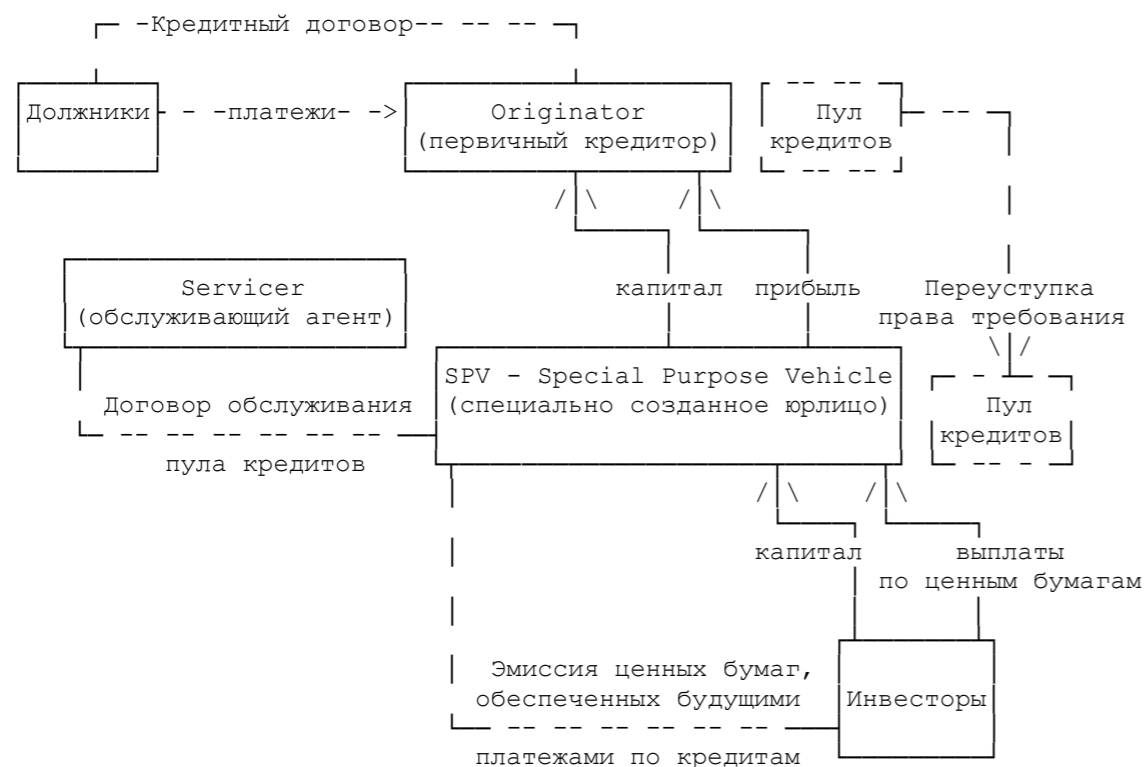 -Кредитный договор-- -- --
Должники
- - -платежи- ->
Originator
(первичный кредитор)
Пул
кредитов
Servicer
(обслуживающий агент)
капитал
прибыль
Переуступка
права требования
SPV - Special Purpose Vehicle
(специально созданное юрлицо)
Пул
кредитов
Договор обслуживания
пула кредитов
капитал
выплаты
по ценным бумагам
Эмиссия ценных бумаг,
обеспеченных будущими
платежами по кредитам
Инвесторы